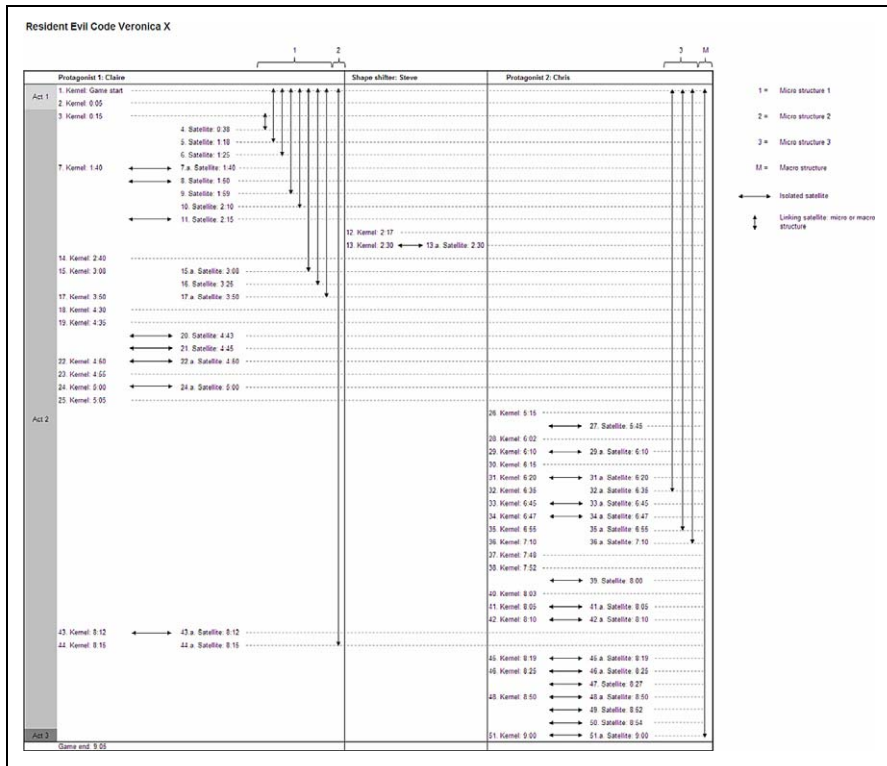 Resident Evil Code Veronica X
1 2 3 M
Protagonist 1: Claire Shape shifter: Steve Protagonist 2: Chris
Act 1
1. Kernel: Game start
2. Kernel: 0:05
3. Kernel: 0:15
4. Satellite: 0:38
5. Satellite: 1:18
6. Satellite: 1:25
7. Kernel: 1:40 7.a. Satellite: 1:40
8. Satellite: 1:50
9. Satellite: 1:59
10. Satellite: 2:10
11. Satellite: 2:15
12. Kernel: 2:17
13. Kernel: 2:30 13.a. Satellite: 2:30
14. Kernel: 2:40
15. Kernel: 3:08 15.a. Satellite: 3:08
16. Satellite: 3:26
17. Kernel: 3:50 17.a. Satellite: 3:50
18. Kernel: 4:30
19. Kernel: 4:35
20. Satellite: 4:43
21. Satellite: 4:45
22. Kernel: 4:50 22.a. Satellite: 4:50
23. Kernel: 4:55
24. Kernel: 5:00 24.a. Satellite: 5:00
25. Kernel: 5:05
Act 2
26. Kernel: 5:15
27. Satellite: 5:45
28. Kernel: 6:02
29. Kernel: 6:10 29.a. Satellite: 6:10
30. Kernel: 6:15
31. Kernel: 6:20 31.a. Satellite: 6:20
32. Kernel: 6:35 32.a. Satellite: 6:35
33. Kernel: 6:45 33.a. Satellite: 6:45
34. Kernel: 6:47 34.a. Satellite: 6:47
35. Kernel: 6:55 35.a. Satellite: 6:55
36. Kernel: 7:10 36.a. Satellite: 7:10
37. Kernel: 7:40
38. Kernel: 7:52
39. Satellite: 8:00
40. Kernel: 8:03
41. Kernel: 8:05 41.a. Satellite: 8:05
42. Kernel: 8:10 42.a. Satellite: 8:10
43. Kernel: 8:12 43.a. Satellite: 8:12
44. Kernel: 8:15 44.a. Satellite: 8:15
45. Kernel: 8:19 45.a. Satellite: 8:19
46. Kernel: 8:25 46.a. Satellite: 8:25
47. Satellite: 8:27
48. Kernel: 8:50 48.a. Satellite: 8:50
49. Satellite: 8:52
50. Satellite: 8:54
Act 3
51. Kernel: 9:00 51.a. Satellite: 9:00
Game end: 9:05
1 = Micro structure 1
2 = Micro structure 2
3 = Micro structure 3
M = Macro structure
Isolated satellite
Linking satellite: micro or macro
structure